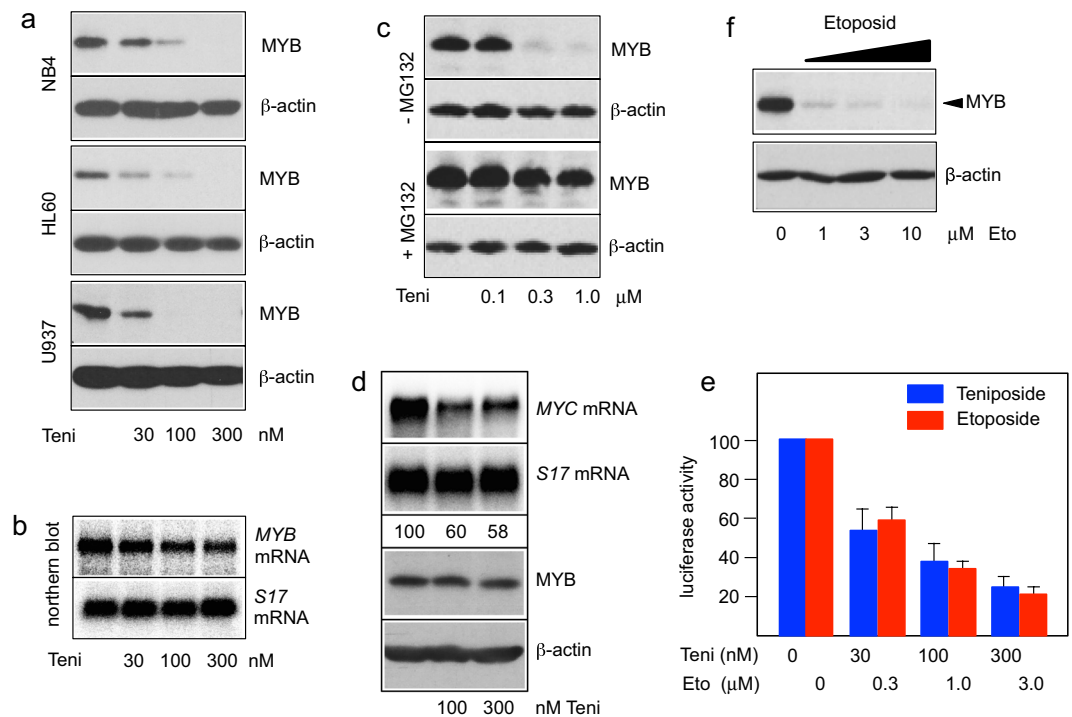 a
NB4
MYB
β-actin
HL60
MYB
β-actin
U937
MYB
β-actin
Teni 30 100 300 nM
b
northern blot
MYB
mRNA
S17
mRNA
Teni 30 100 300 nM
c
- MG132
MYB
β-actin
+ MG132
MYB
β-actin
Teni 0.1 0.3 1.0 μM
d
MYC mRNA
S17 mRNA
100 60 58
MYB
β-actin
100 300 nM Teni
f
Etoposid
MYB
β-actin
0 1 3 10 μM Eto
e
Teniposide
Etoposide
luciferase activity
100
80
60
40
20
Teni (nM) 0 30 100 300
Eto (μM) 0 0.3 1.0 3.0